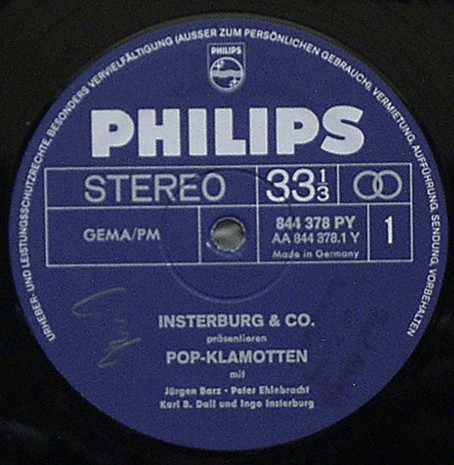 URHEBER- UND LEISTUNGSSCHUTZRECHTE, BESONDERS VERVIELFÄLTIGUNG (AUSSER ZUM PERSÖNLICHEN GEBRAUCH), VERMIETUNG, AUFFÜHRUNG, SENDUNG, VORBEHALTEN
PHILIPS
PHILIPS
STEREO 33 1/3
GEMA/PM 844 378 PY 1
AA 844 378.1 Y
Made in Germany
INSTERBURG & CO.
präsentieren
POP-KLAMOTTEN
mit
Jürgen Barz - Peter Ehlebracht
Karl B. Dall und Ingo Insterburg